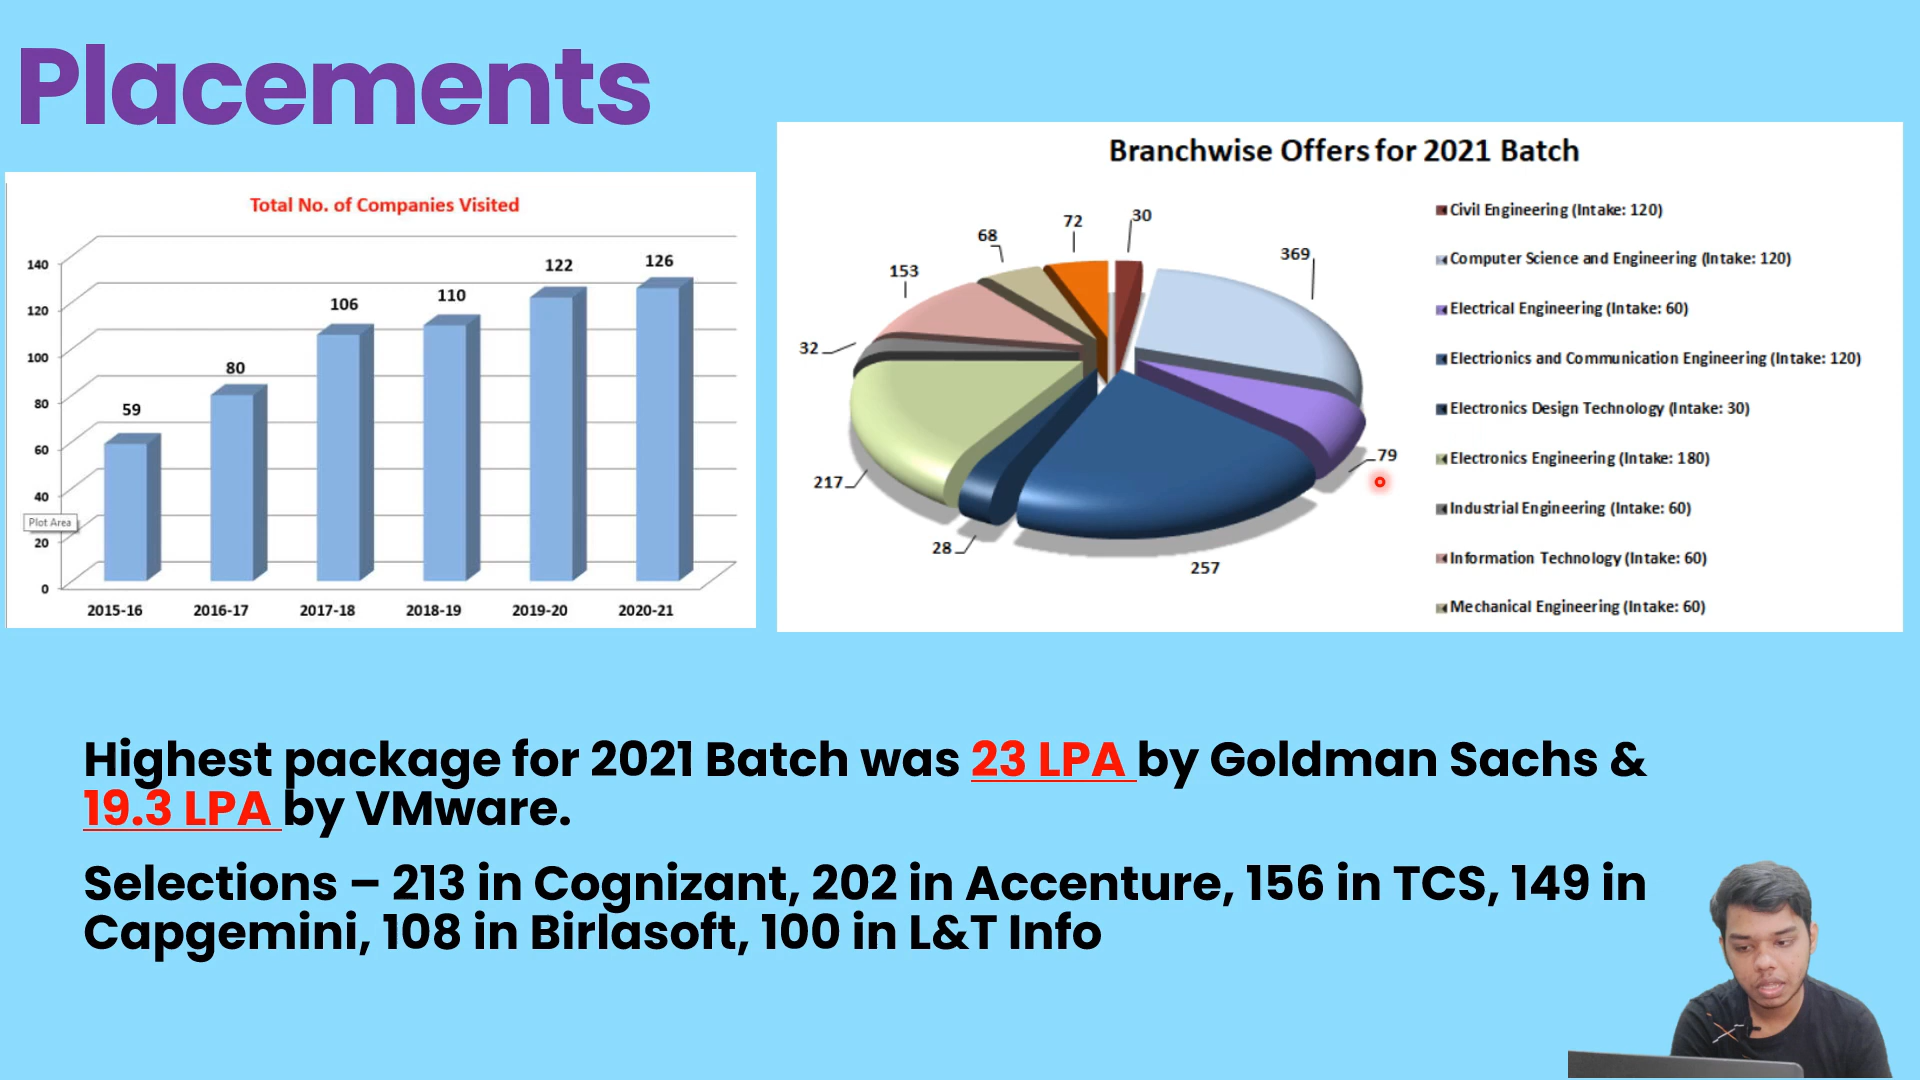 Placements
Total No. of Companies Visited
140
120
100
80
60
40
20
0
59
80
106
110
122
126
Plot Area
2015-16
2016-17
2017-18
2018-19
2019-20
2020-21
Branchwise Offers for 2021 Batch
30
369
79
257
28
217
32
153
68
72
Civil Engineering (Intake: 120)
Computer Science and Engineering (Intake: 120)
Electrical Engineering (Intake: 60)
Electrionics and Communication Engineering (Intake: 120)
Electronics Design Technology (Intake: 30)
Electronics Engineering (Intake: 180)
Industrial Engineering (Intake: 60)
Information Technology (Intake: 60)
Mechanical Engineering (Intake: 60)
Highest package for 2021 Batch was 23 LPA by Goldman Sachs &
19.3 LPA by VMware.
Selections – 213 in Cognizant, 202 in Accenture, 156 in TCS, 149 in
Capgemini, 108 in Birlasoft, 100 in L&T Info